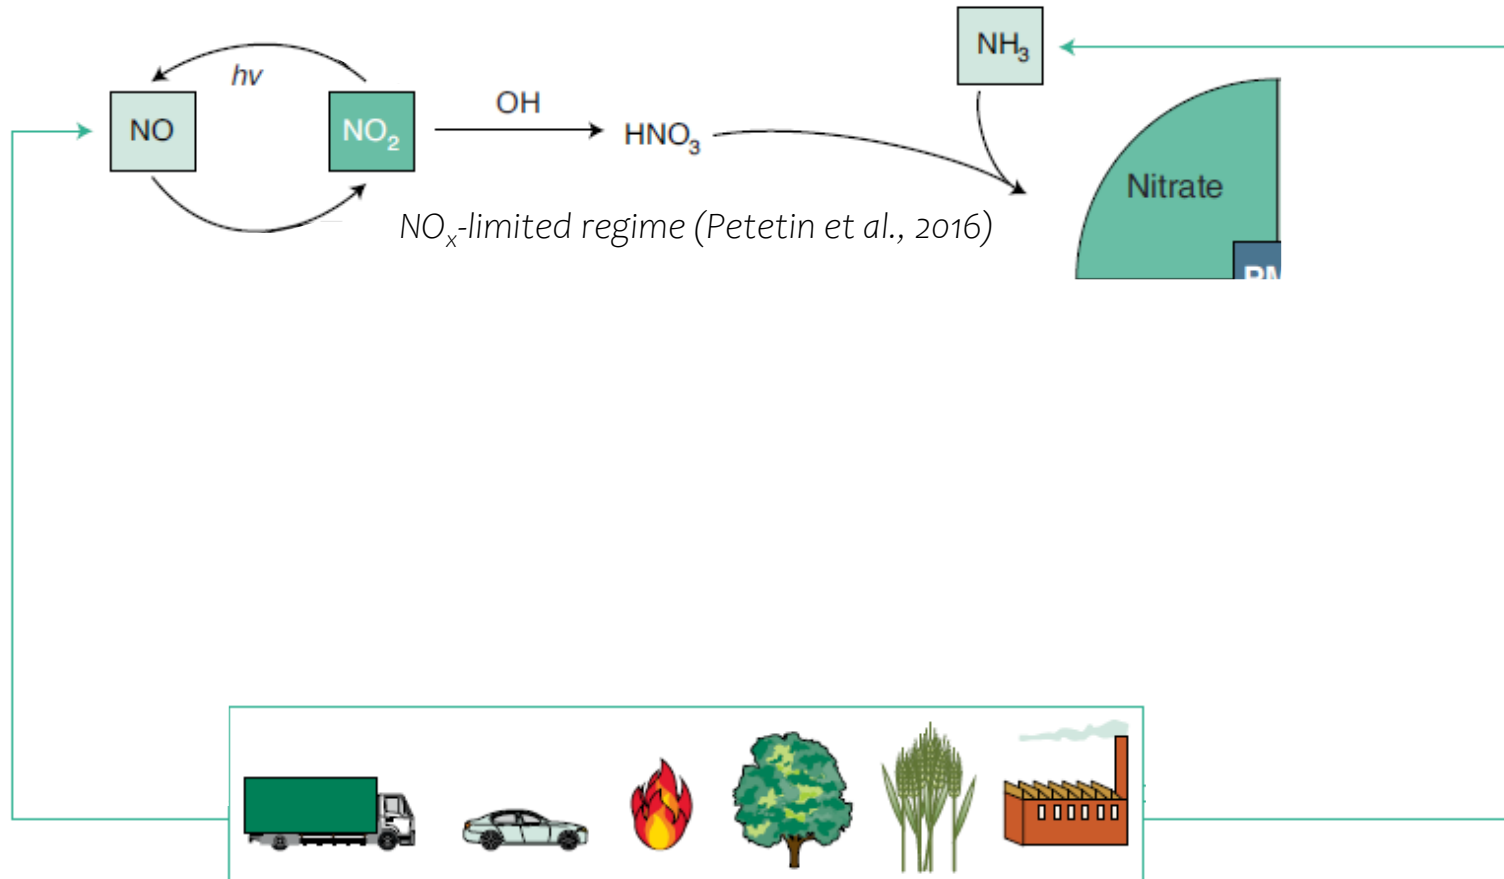 NH₃
hv
NO
NO₂
OH
HNO₃
Nitrate
NOₓ-limited regime (Petetin et al., 2016)